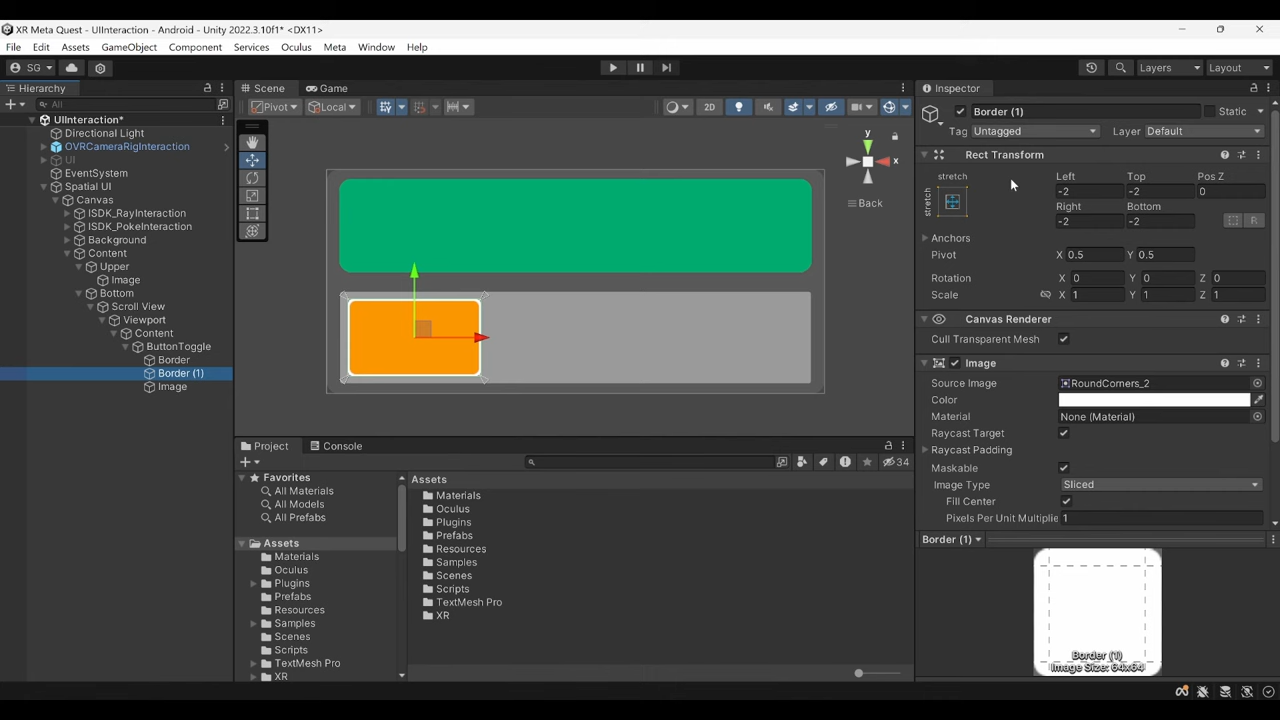 XR Meta Quest - UIInteraction - Android - Unity 2022.3.10f1* <DX11>
File Edit Assets GameObject Component Services Oculus Meta Window Help
SG Layers Layout
Hierarchy Scene Game Inspector
All Pivot Local 2D Border (1) Static
Tag Untagged Layer Default
UIInteraction*
Directional Light
OVRCameraRigInteraction
UI
EventSystem
Spatial UI
Canvas
ISDK_RayInteraction
ISDK_PokeInteraction
Background
Content
Upper
Image
Bottom
Scroll View
Viewport
Content
ButtonToggle
Border
Border (1)
Image
y
x
Back
Rect Transform
stretch Left Top Pos Z
stretch -2 -2 0
Right Bottom
-2 -2 R
Anchors
Pivot X 0.5 Y 0.5
Rotation X 0 Y 0 Z 0
Scale X 1 Y 1 Z 1
Canvas Renderer
Cull Transparent Mesh
Image
Source Image RoundCorners_2
Color
Material None (Material)
Raycast Target
Raycast Padding
Maskable
Image Type Sliced
Fill Center
Pixels Per Unit Multiplie 1
Border (1)
Border (1)
Image Size: 64x64
Project Console
34
Favorites
All Materials
All Models
All Prefabs
Assets
Materials
Oculus
Plugins
Prefabs
Resources
Samples
Scenes
Scripts
TextMesh Pro
XR
Assets
Materials
Oculus
Plugins
Prefabs
Resources
Samples
Scenes
Scripts
TextMesh Pro
XR